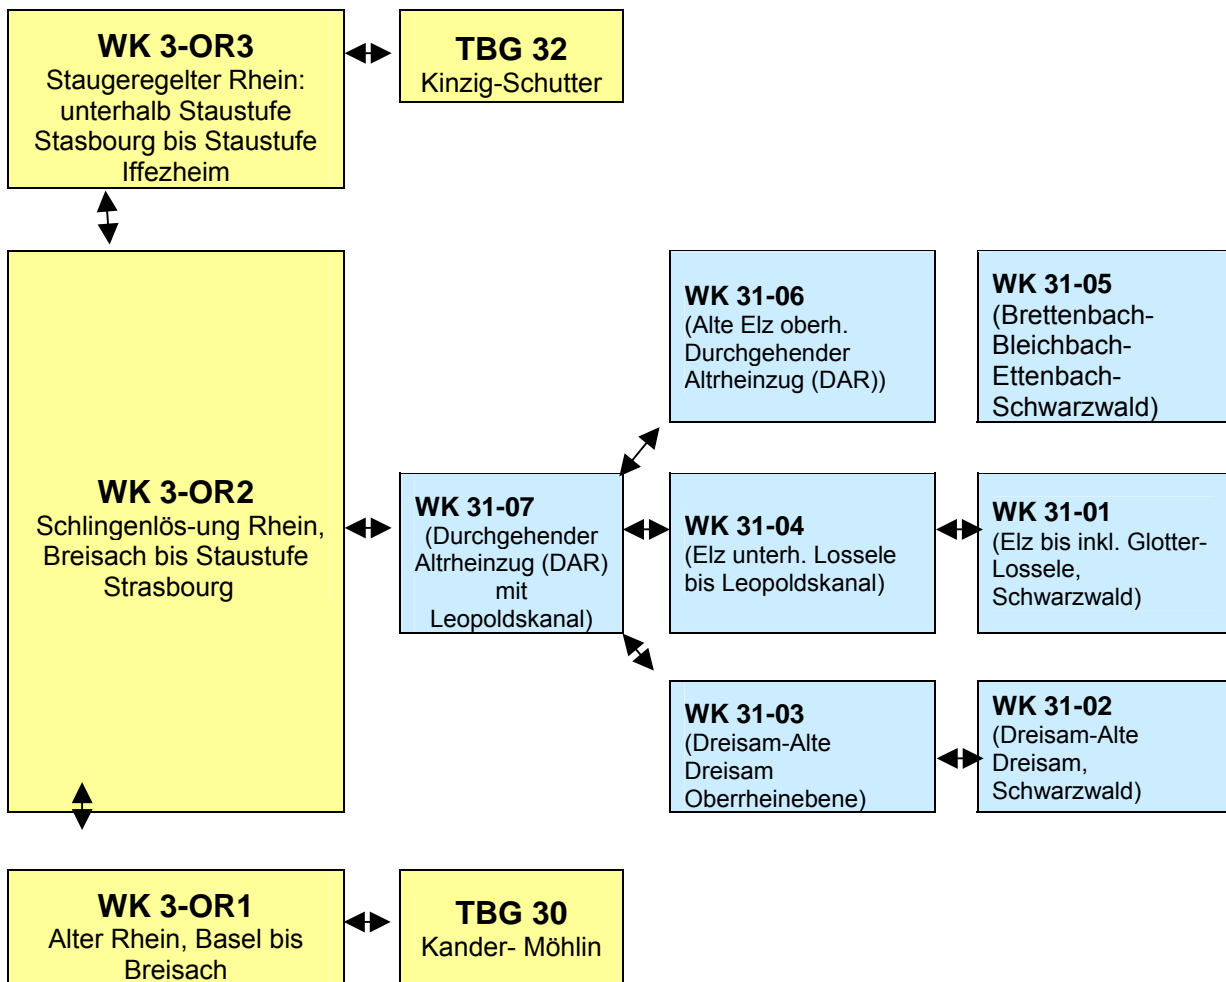 WK 3-OR3
Staugeregelter Rhein:
unterhalb Staustufe
Stasbourg bis Staustufe
Iffezheim
TBG 32
Kinzig-Schutter
WK 3-OR2
Schlingenlös-ung Rhein,
Breisach bis Staustufe
Strasbourg
WK 31-07
(Durchgehender
Altrheinzug (DAR)
mit
Leopoldskanal)
WK 31-06
(Alte Elz oberh.
Durchgehender
Altrheinzug (DAR))
WK 31-05
(Brettenbach-
Bleichbach-
Ettenbach-
Schwarzwald)
WK 31-04
(Elz unterh. Lossele
bis Leopoldskanal)
WK 31-01
(Elz bis inkl. Glotter-
Lossele,
Schwarzwald)
WK 31-03
(Dreisam-Alte
Dreisam
Oberrheinebene)
WK 31-02
(Dreisam-Alte
Dreisam,
Schwarzwald)
WK 3-OR1
Alter Rhein, Basel bis
Breisach
TBG 30
Kander- Möhlin